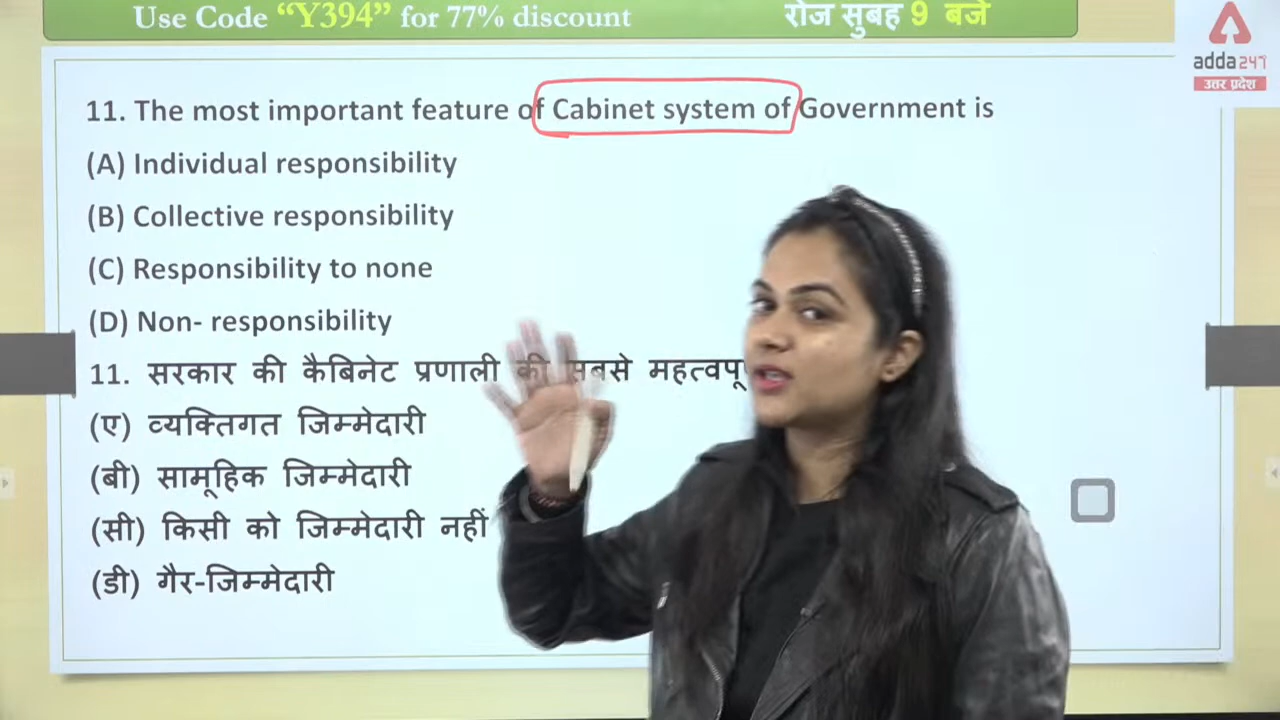 Use Code “Y394” for 77% discount
रोज सुबह 9 बजे
adda247
उत्तर प्रदेश
11. The most important feature of Cabinet system of Government is
(A) Individual responsibility
(B) Collective responsibility
(C) Responsibility to none
(D) Non- responsibility
11. सरकार की कैबिनेट प्रणाली की सबसे
(ए) व्यक्तिगत जिम्मेदारी
(बी) सामूहिक जिम्मेदारी
(सी) किसी को जिम्मेदारी नहीं
(डी) गैर-जिम्मेदारी